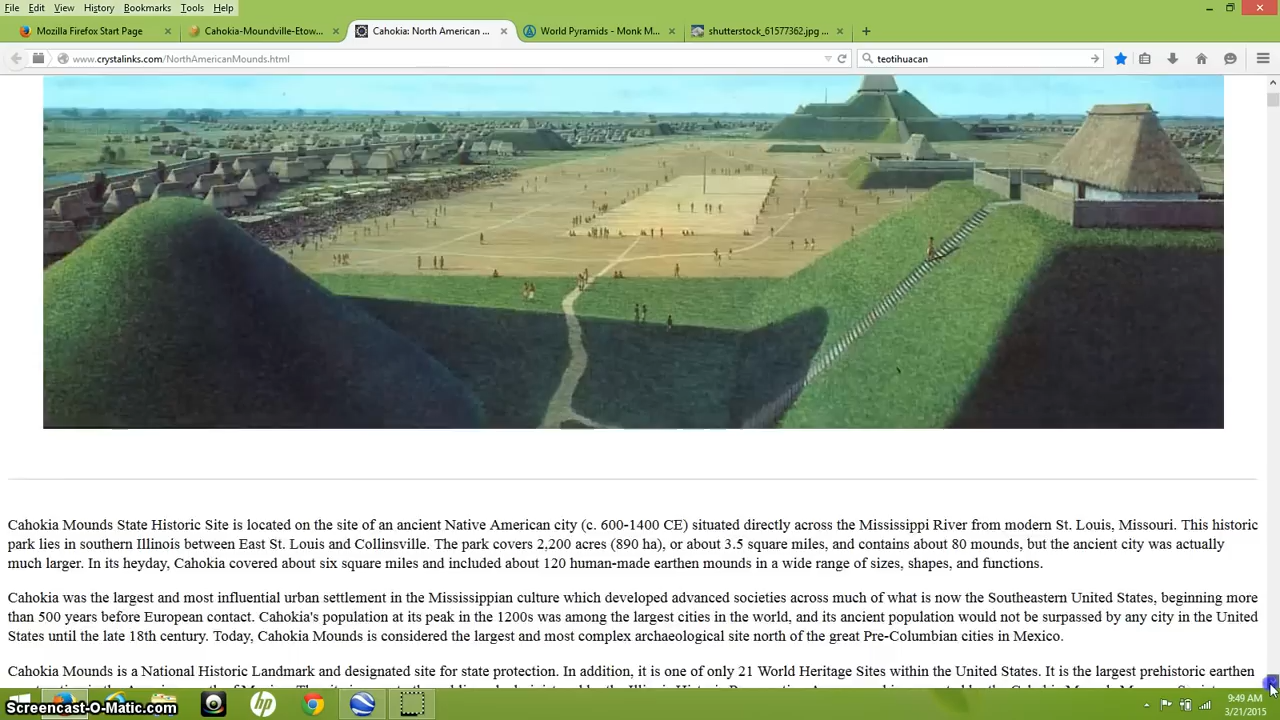 File Edit View History Bookmarks Tools Help
Mozilla Firefox Start Page
Cahokia-Moundville-Etow...
Cahokia: North American ...
World Pyramids - Monk M...
shutterstock_61577362.jpg ...
www.crystalinks.com/NorthAmericanMounds.html
teotihuacan
Cahokia Mounds State Historic Site is located on the site of an ancient Native American city (c. 600-1400 CE) situated directly across the Mississippi River from modern St. Louis, Missouri. This historic
park lies in southern Illinois between East St. Louis and Collinsville. The park covers 2,200 acres (890 ha), or about 3.5 square miles, and contains about 80 mounds, but the ancient city was actually
much larger. In its heyday, Cahokia covered about six square miles and included about 120 human-made earthen mounds in a wide range of sizes, shapes, and functions.
Cahokia was the largest and most influential urban settlement in the Mississippian culture which developed advanced societies across much of what is now the Southeastern United States, beginning more
than 500 years before European contact. Cahokia's population at its peak in the 1200s was among the largest cities in the world, and its ancient population would not be surpassed by any city in the United
States until the late 18th century. Today, Cahokia Mounds is considered the largest and most complex archaeological site north of the great Pre-Columbian cities in Mexico.
Cahokia Mounds is a National Historic Landmark and designated site for state protection. In addition, it is one of only 21 World Heritage Sites within the United States. It is the largest prehistoric earthen
Screencast-O-Matic.com
hp
9:49 AM
3/21/2015